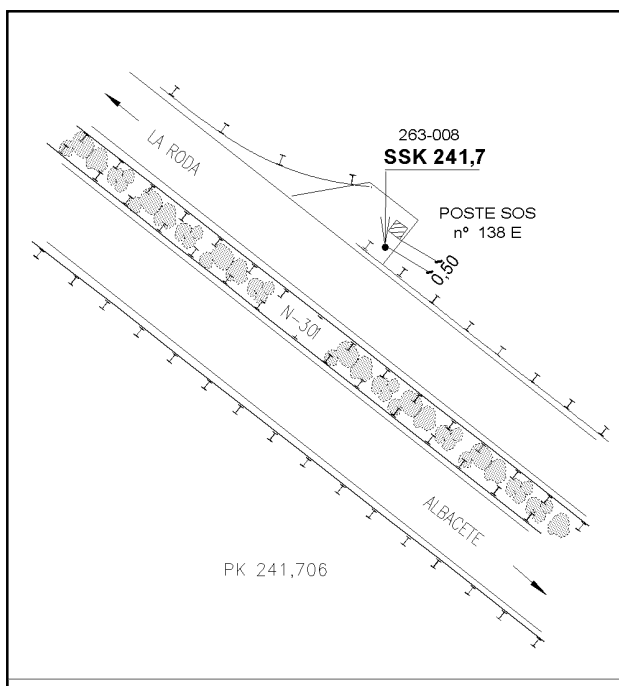 LA RODA
263-008
SSK 241,7
POSTE SOS
nº 138 E
0,50
N-301
ALBACETE
PK 241,706